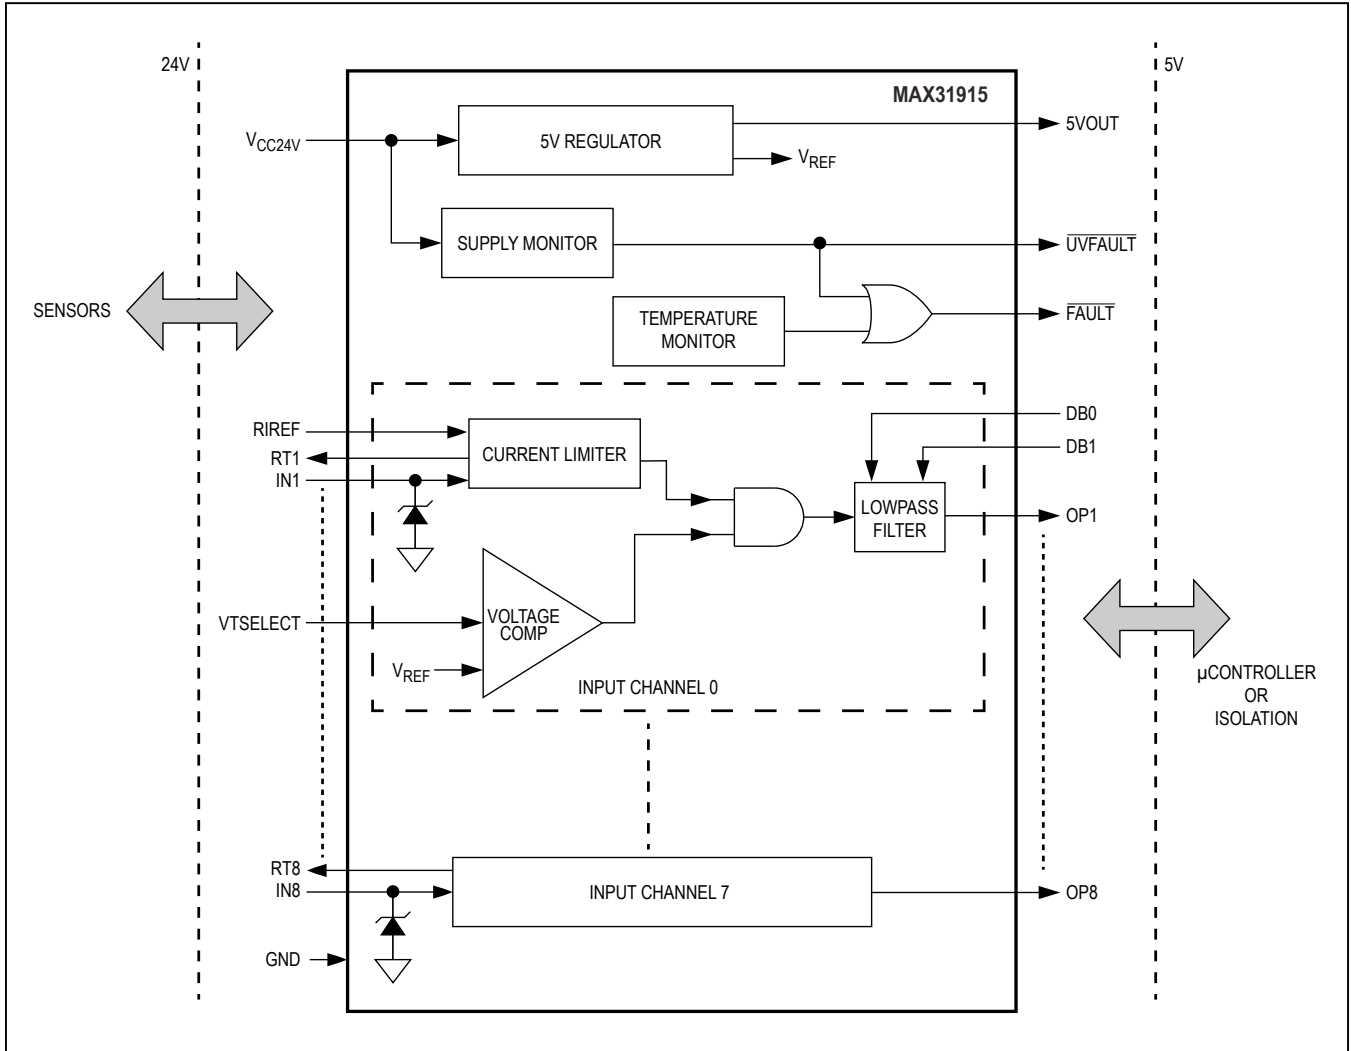 24V
5V
MAX31915
VCC24V
5V REGULATOR
5VOUT
VREF
SUPPLY MONITOR
UVFAULT
SENSORS
TEMPERATURE
MONITOR
FAULT
RIREF
RT1
IN1
CURRENT LIMITER
DB0
DB1
LOWPASS
FILTER
OP1
VTSELECT
VOLTAGE
COMP
VREF
INPUT CHANNEL 0
µCONTROLLER
OR
ISOLATION
RT8
IN8
INPUT CHANNEL 7
OP8
GND